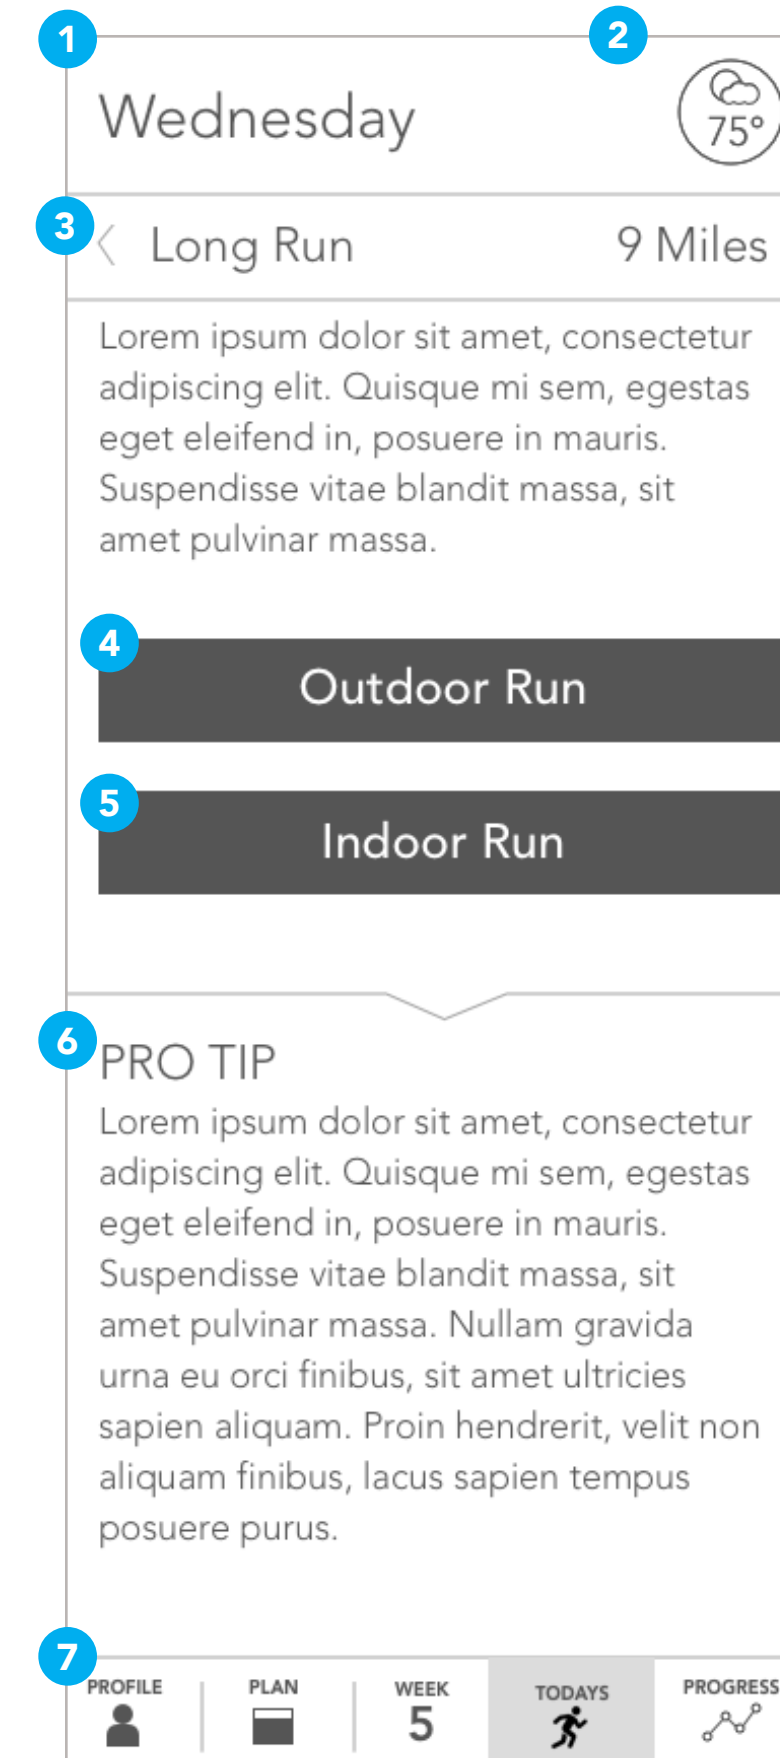 1
2
Wednesday
75°
3
Long Run 9 Miles
Lorem ipsum dolor sit amet, consectetur
adipiscing elit. Quisque mi sem, egestas
eget eleifend in, posuere in mauris.
Suspendisse vitae blandit massa, sit
amet pulvinar massa.
4
Outdoor Run
5
Indoor Run
6
PRO TIP
Lorem ipsum dolor sit amet, consectetur
adipiscing elit. Quisque mi sem, egestas
eget eleifend in, posuere in mauris.
Suspendisse vitae blandit massa, sit
amet pulvinar massa. Nullam gravida
urna eu orci finibus, sit amet ultricies
sapien aliquam. Proin hendrerit, velit non
aliquam finibus, lacus sapien tempus
posuere purus.
7
PROFILE PLAN WEEK TODAYS PROGRESS
5